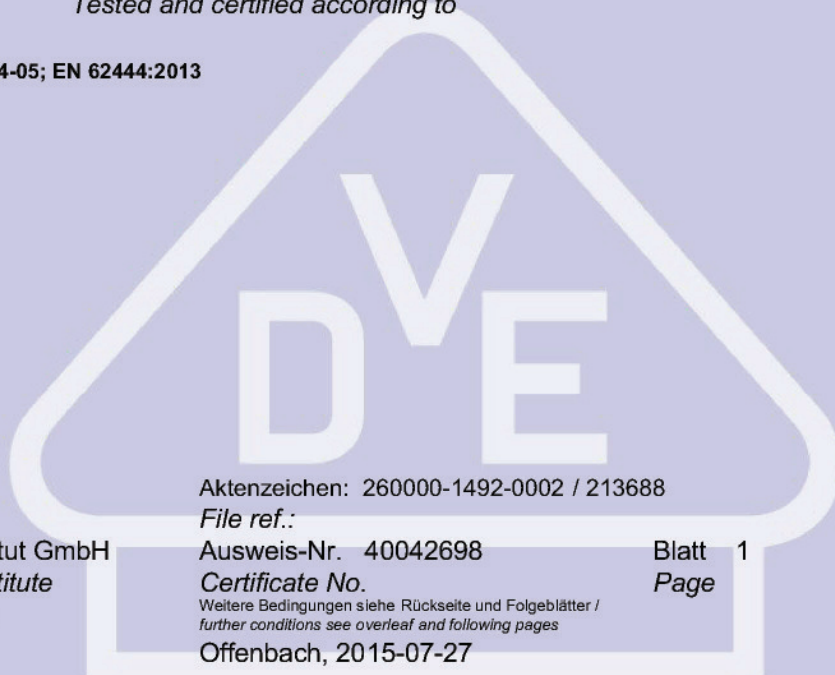 Tested and certified according to
4-05; EN 62444:2013
VDE
Aktenzeichen: 260000-1492-0002 / 213688
File ref.:
tut GmbH Ausweis-Nr. 40042698 Blatt 1
titute Certificate No. Page
Weitere Bedingungen siehe Rückseite und Folgeblätter /
further conditions see overleaf and following pages
Offenbach, 2015-07-27